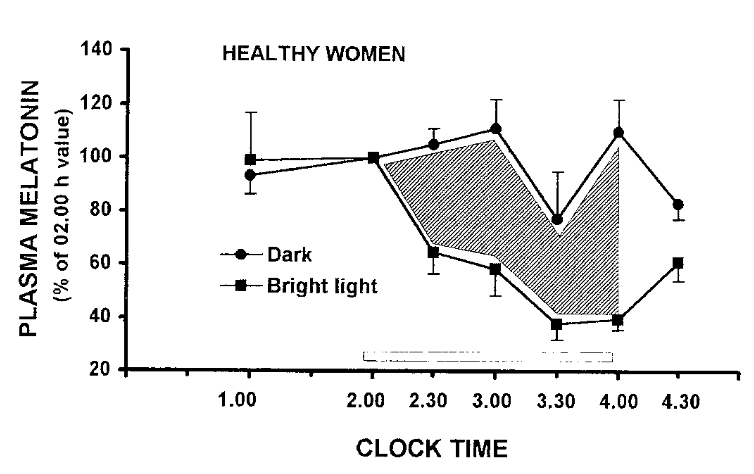 HEALTHY WOMEN
PLASMA MELATONIN
(% of 02.00 h value)
140
120
100
80
60
40
20
Dark
Bright light
1.00 2.00 2.30 3.00 3.30 4.00 4.30
CLOCK TIME